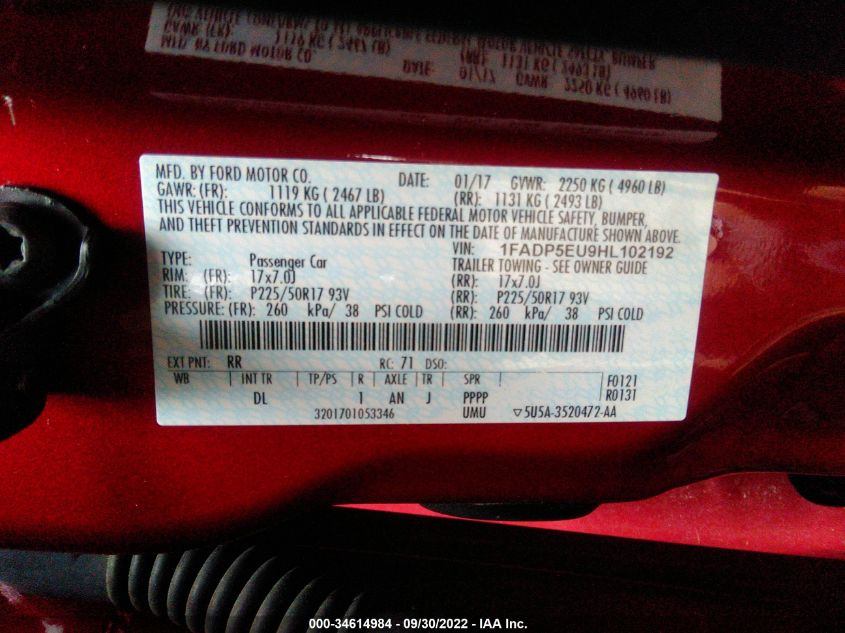 MFD. BY FORD MOTOR CO. DATE: 01/17 GVWR: 2250 KG ( 4960 LB)
GAWR: (FR): 1119 KG ( 2467 LB) (RR): 1131 KG ( 2493 LB)
THIS VEHICLE CONFORMS TO ALL APPLICABLE FEDERAL MOTOR VEHICLE SAFETY, BUMPER,
AND THEFT PREVENTION STANDARDS IN EFFECT ON THE DATE OF MANUFACTURE SHOWN ABOVE.
VIN: 1FADP5EU9HL102192
TYPE: Passenger Car TRAILER TOWING - SEE OWNER GUIDE
RIM: (FR): 17x7.0J (RR): 17x7.0J
TIRE: (FR): P225/50R17 93V (RR): P225/50R17 93V
PRESSURE: (FR): 260 kPa/ 38 PSI COLD (RR): 260 kPa/ 38 PSI COLD
EXT PNT: RR RC: 71 DSO:
WB INT TR TP/PS R AXLE TR SPR F0121
DL 1 AN J PPPP R0131
3201701053346 UMU ▽5U5A-3520472-AA
000-34614984 - 09/30/2022 - IAA Inc.